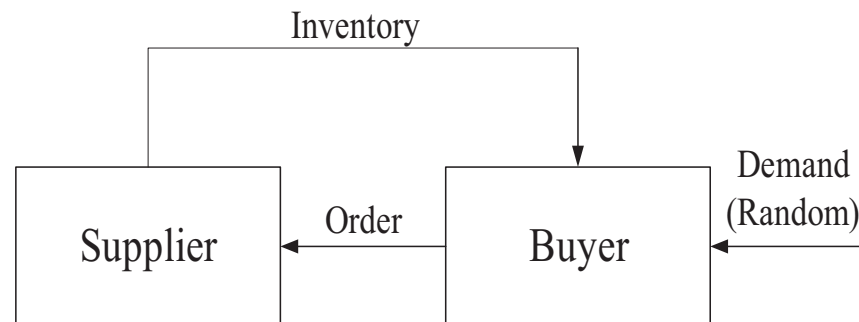 Inventory
Demand
(Random)
Supplier
Order
Buyer